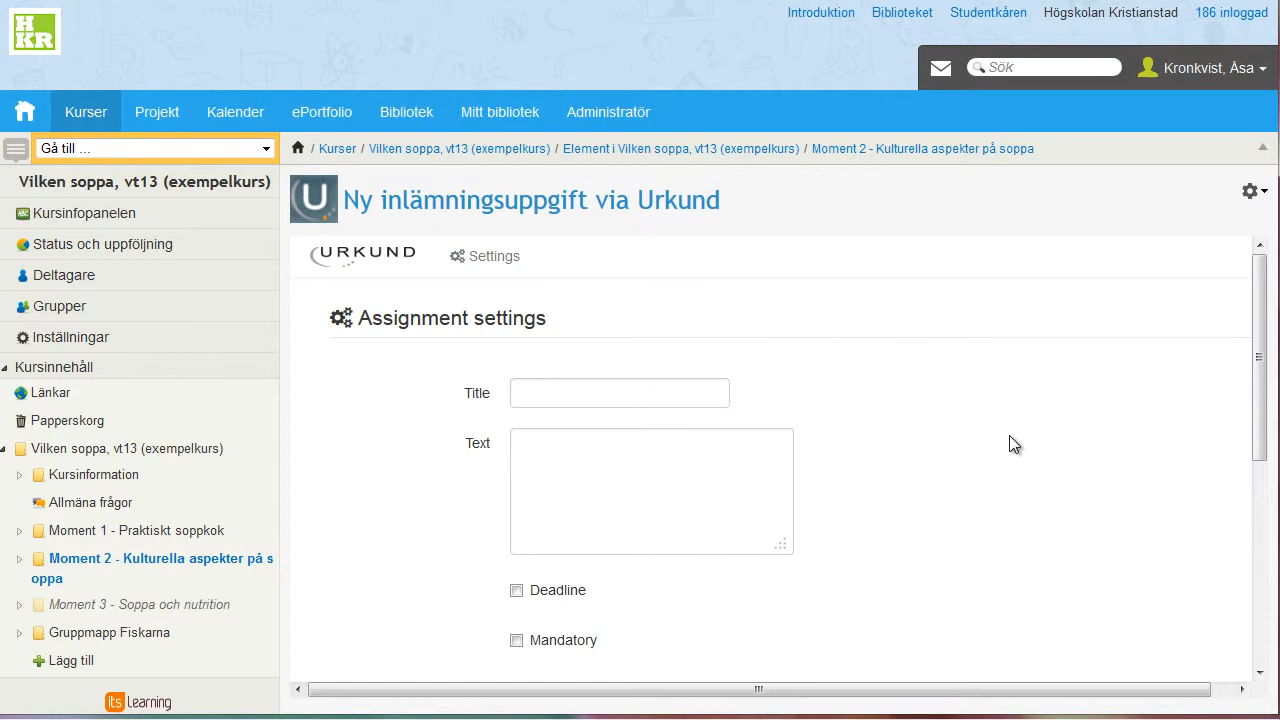 HKR
Introduktion Biblioteket Studentkåren Högskolan Kristianstad 186 inloggad
Sök Kronkvist, Åsa
Kurser Projekt Kalender ePortfolio Bibliotek Mitt bibliotek Administratör
Gå till ...
/ Kurser / Vilken soppa, vt13 (exempelkurs) / Element i Vilken soppa, vt13 (exempelkurs) / Moment 2 - Kulturella aspekter på soppa
Vilken soppa, vt13 (exempelkurs)
Kursinfopanelen
Status och uppföljning
Deltagare
Grupper
Inställningar
Kursinnehåll
Länkar
Papperskorg
Vilken soppa, vt13 (exempelkurs)
Kursinformation
Allmäna frågor
Moment 1 - Praktiskt soppkok
Moment 2 - Kulturella aspekter på s
oppa
Moment 3 - Soppa och nutrition
Gruppmapp Fiskarna
Lägg till
its Learning
U Ny inlämningsuppgift via Urkund
URKUND Settings
Assignment settings
Title
Text
Deadline
Mandatory